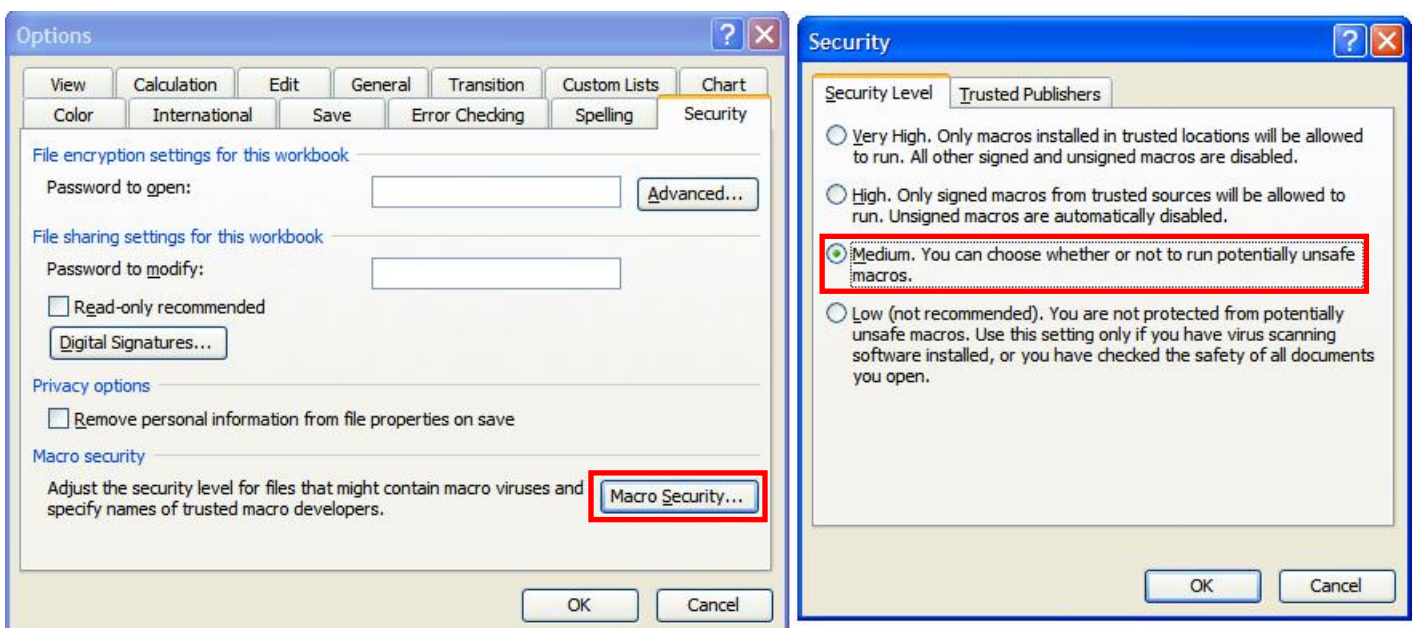 Options
View Calculation Edit General Transition Custom Lists Chart
Color International Save Error Checking Spelling Security
File encryption settings for this workbook
Password to open:
Advanced...
File sharing settings for this workbook
Password to modify:
Read-only recommended
Digital Signatures...
Privacy options
Remove personal information from file properties on save
Macro security
Adjust the security level for files that might contain macro viruses and
specify names of trusted macro developers.
Macro Security...
OK Cancel
Security
Security Level Trusted Publishers
Very High. Only macros installed in trusted locations will be allowed
to run. All other signed and unsigned macros are disabled.
High. Only signed macros from trusted sources will be allowed to
run. Unsigned macros are automatically disabled.
Medium. You can choose whether or not to run potentially unsafe
macros.
Low (not recommended). You are not protected from potentially
unsafe macros. Use this setting only if you have virus scanning
software installed, or you have checked the safety of all documents
you open.
OK Cancel